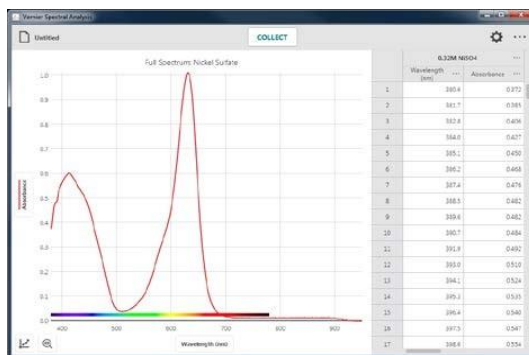 Vernier Spectral Analysis
Untitled
COLLECT
Full Spectrum: Nickel Sulfate
0.32M NiSO4
Wavelength (nm) Absorbance
1 380.6 0.372
2 381.7 0.385
3 382.8 0.406
4 384.0 0.427
5 385.1 0.450
6 386.2 0.468
7 387.4 0.476
8 388.5 0.482
9 389.6 0.482
10 390.7 0.484
11 391.8 0.492
12 393.0 0.510
13 394.1 0.524
14 395.3 0.535
15 396.4 0.540
16 397.5 0.547
17 398.6 0.554
1.0
0.9
0.8
0.7
0.6
0.5
0.4
0.3
0.2
0.1
0.0
Absorbance
400 500 600 700 800 900
Wavelength (nm)